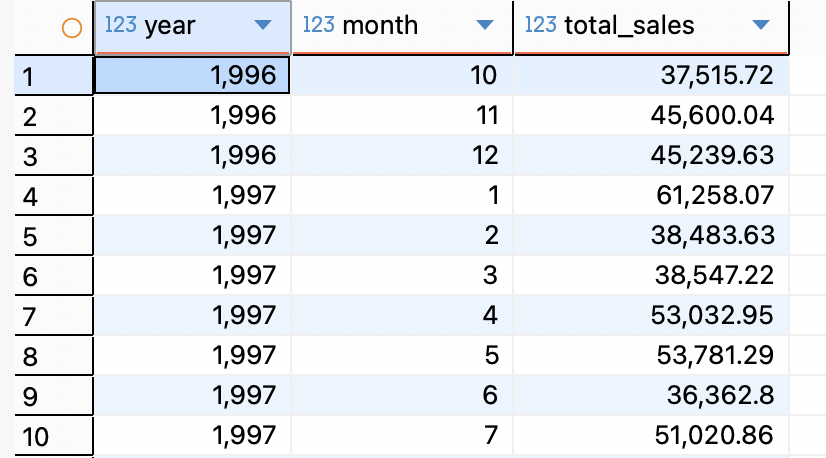 123 year 123 month 123 total_sales
1 1,996 10 37,515.72
2 1,996 11 45,600.04
3 1,996 12 45,239.63
4 1,997 1 61,258.07
5 1,997 2 38,483.63
6 1,997 3 38,547.22
7 1,997 4 53,032.95
8 1,997 5 53,781.29
9 1,997 6 36,362.8
10 1,997 7 51,020.86